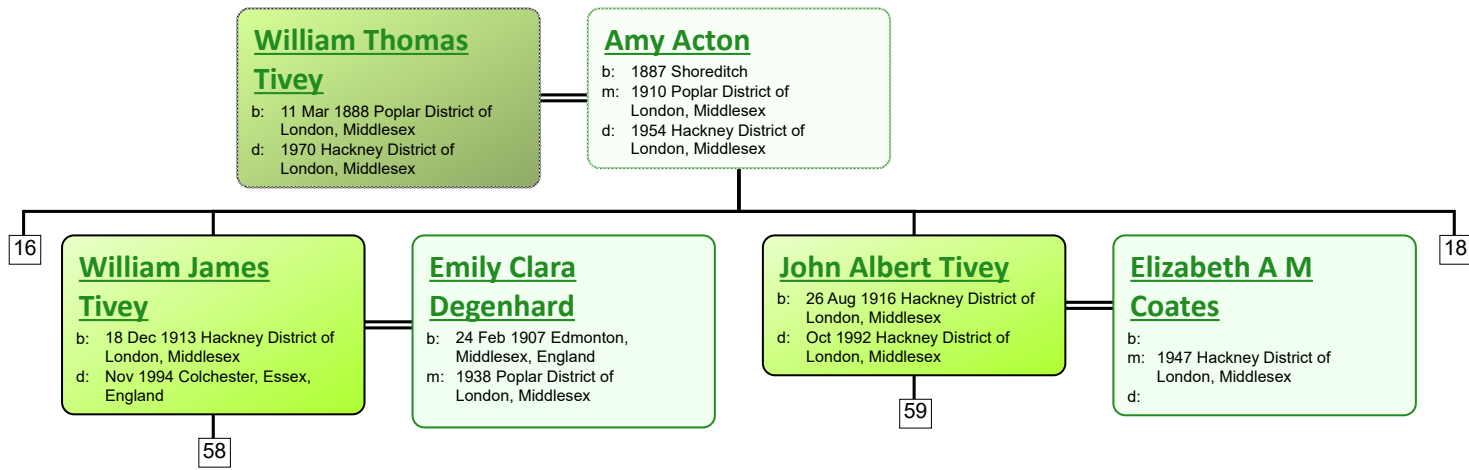 William Thomas
Tivey
b: 11 Mar 1888 Poplar District of
London, Middlesex
d: 1970 Hackney District of
London, Middlesex
Amy Acton
b: 1887 Shoreditch
m: 1910 Poplar District of
London, Middlesex
d: 1954 Hackney District of
London, Middlesex
16
William James
Tivey
b: 18 Dec 1913 Hackney District of
London, Middlesex
d: Nov 1994 Colchester, Essex,
England
58
Emily Clara
Degenhard
b: 24 Feb 1907 Edmonton,
Middlesex, England
m: 1938 Poplar District of
London, Middlesex
John Albert Tivey
b: 26 Aug 1916 Hackney District of
London, Middlesex
d: Oct 1992 Hackney District of
London, Middlesex
59
Elizabeth A M
Coates
b:
m: 1947 Hackney District of
London, Middlesex
d:
18